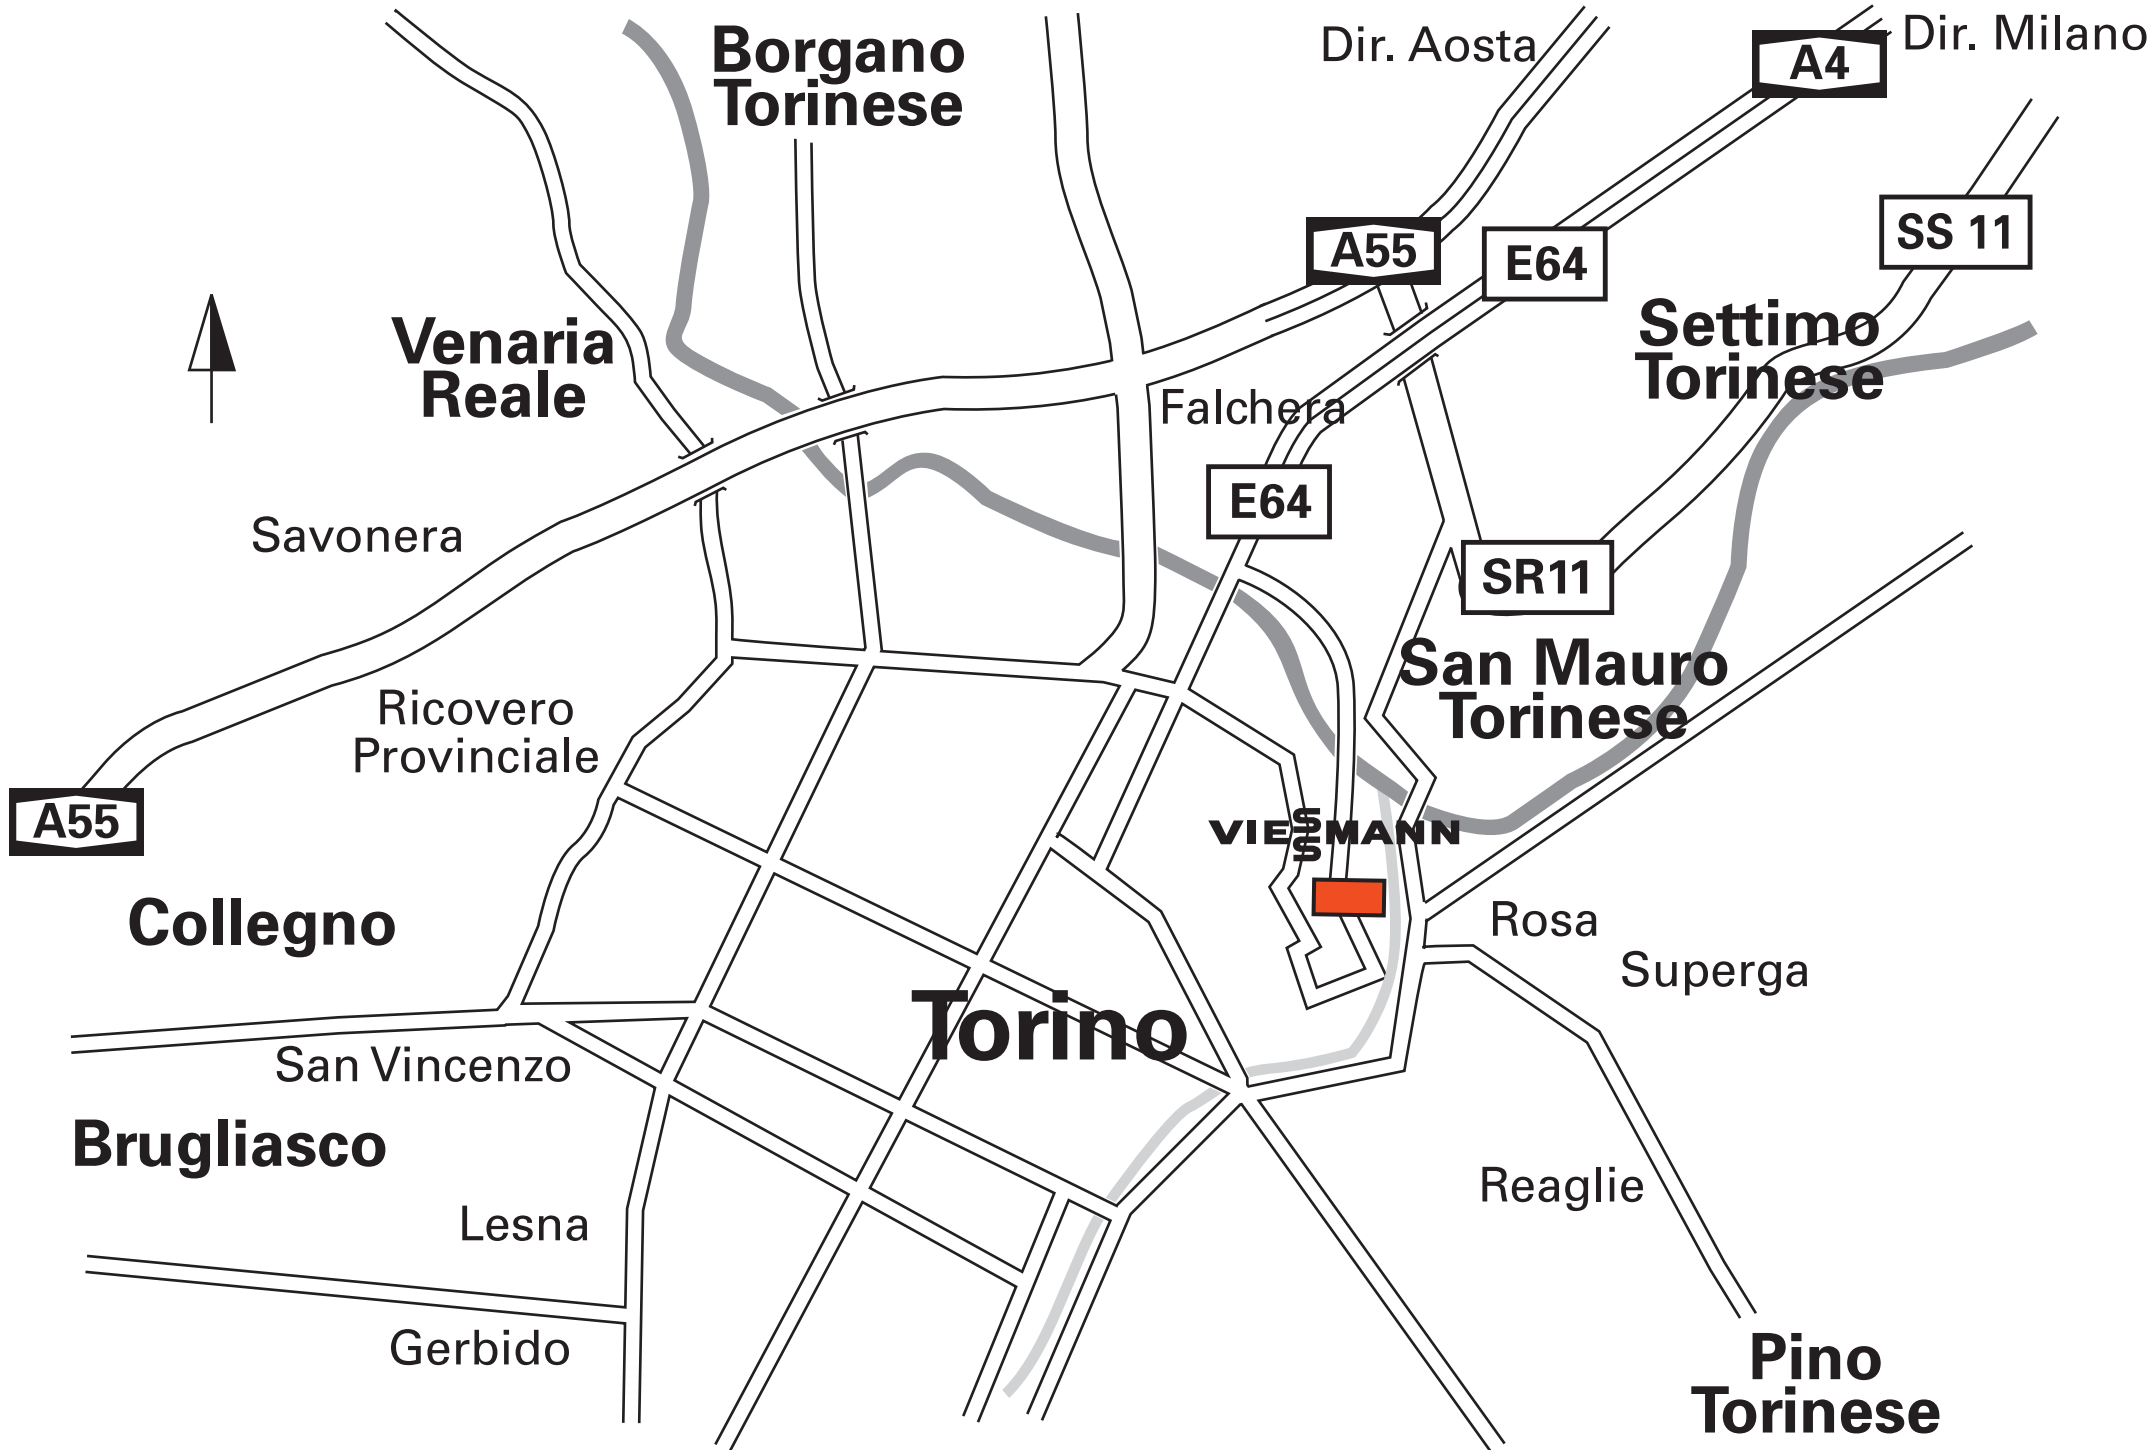 Borgano
Torinese
Dir. Aosta
Dir. Milano
A4
SS 11
A55
E64
Settimo
Torinese
Venaria
Reale
Falchera
E64
Savonera
SR11
San Mauro
Torinese
Ricovero
Provinciale
A55
VIESSMANN
Collegno
Rosa
Superga
Torino
San Vincenzo
Brugliasco
Reaglie
Lesna
Gerbido
Pino
Torinese